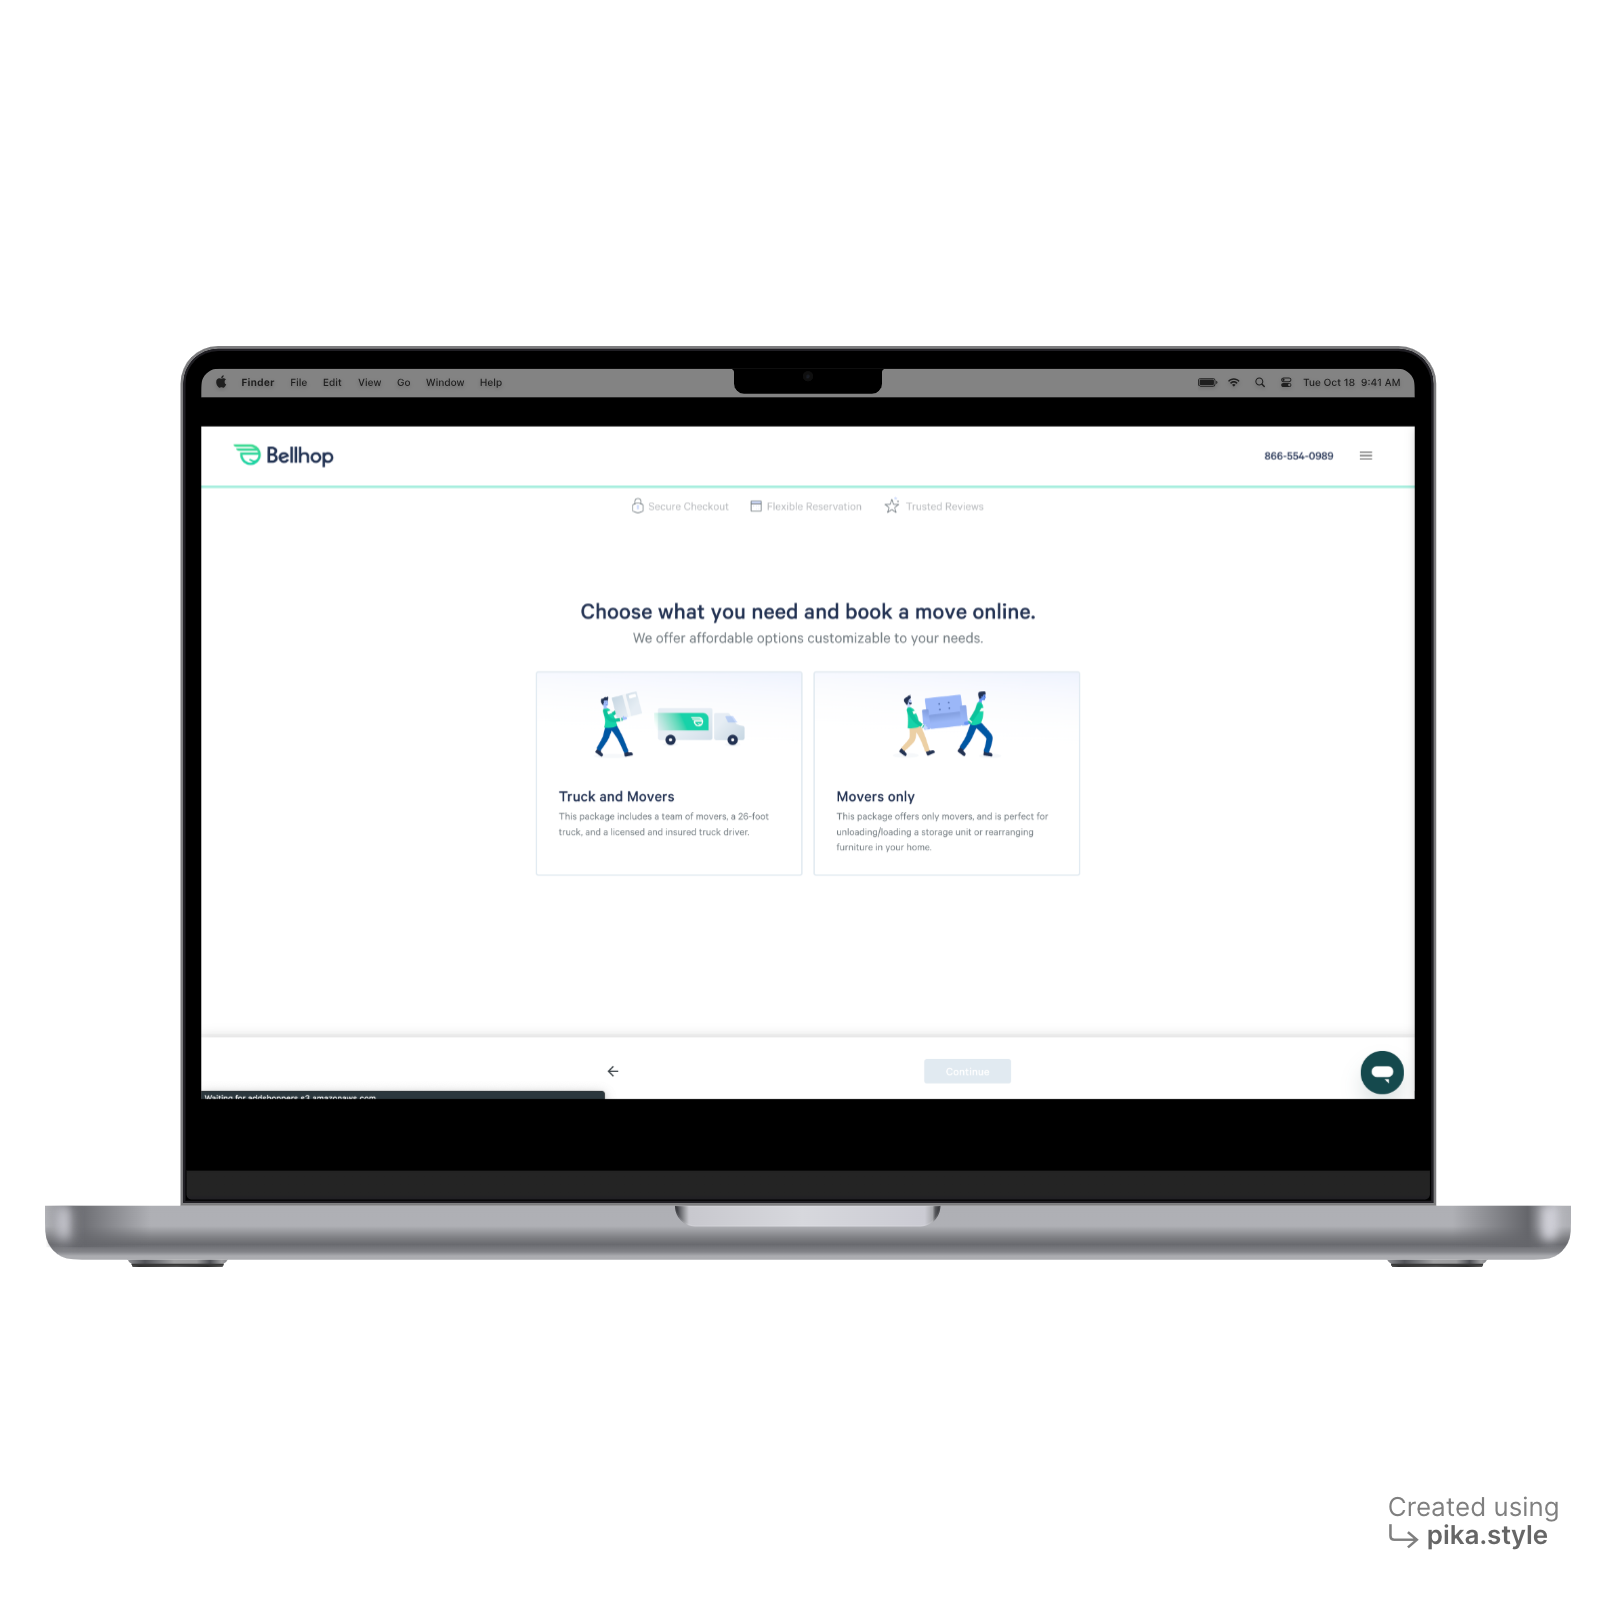 Finder File Edit View Go Window Help
Tue Oct 18 9:41 AM
Bellhop
866-554-0989
Secure Checkout Flexible Reservation Trusted Reviews
Choose what you need and book a move online.
We offer affordable options customizable to your needs.
Truck and Movers
This package includes a team of movers, a 26-foot
truck, and a licensed and insured truck driver.
Movers only
This package offers only movers, and is perfect for
unloading/loading a storage unit or rearranging
furniture in your home.
Continue
Waiting for addshoppers.s3.amazonaws.com
Created using
pika.style